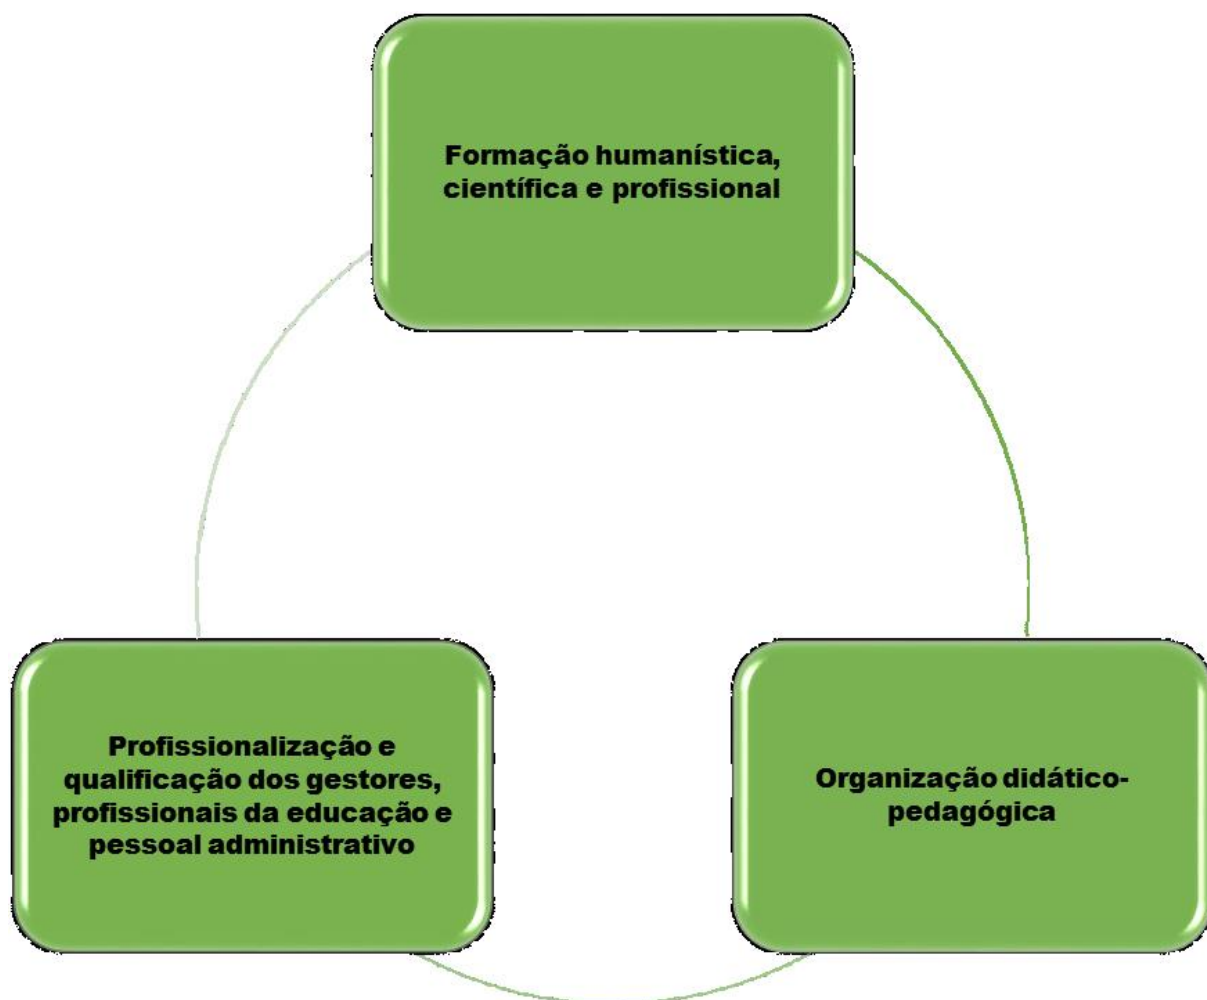 Formação humanística,
científica e profissional
Profissionalização e
qualificação dos gestores,
profissionais da educação e
pessoal administrativo
Organização didático-
pedagógica